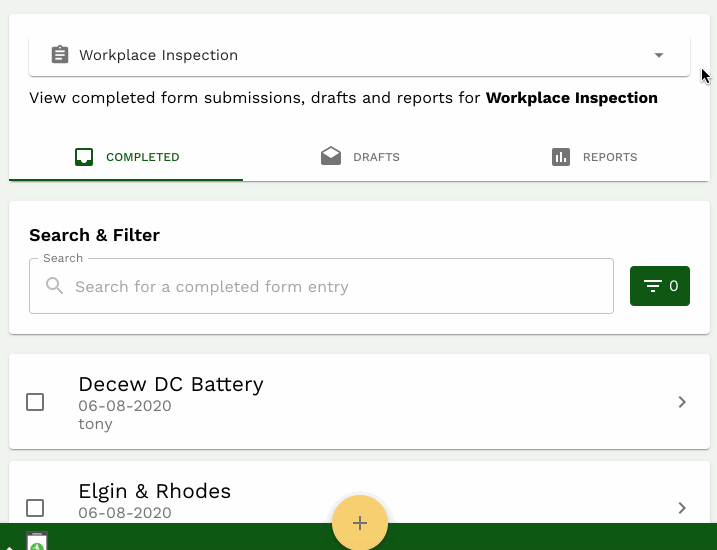 Workplace Inspection
View completed form submissions, drafts and reports for Workplace Inspection
COMPLETED
DRAFTS
REPORTS
Search & Filter
Search
Search for a completed form entry
0
Decew DC Battery
06-08-2020
tony
Elgin & Rhodes
06-08-2020